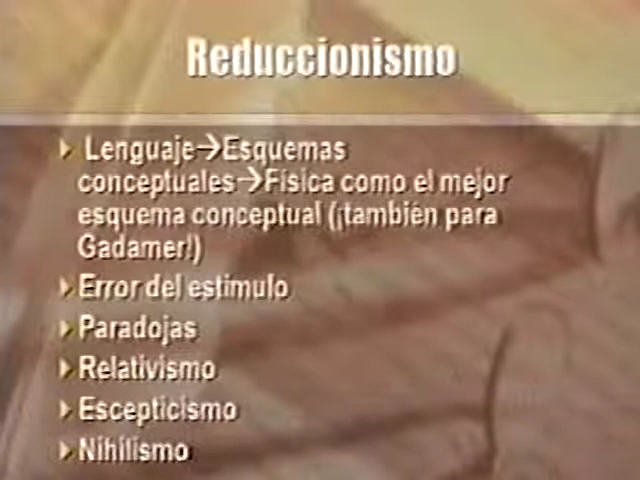 Reduccionismo
Lenguaje→Esquemas
conceptuales→Física como el mejor
esquema conceptual (¡también para
Gadamer!)
Error del estimulo
Paradojas
Relativismo
Escepticismo
Nihilismo